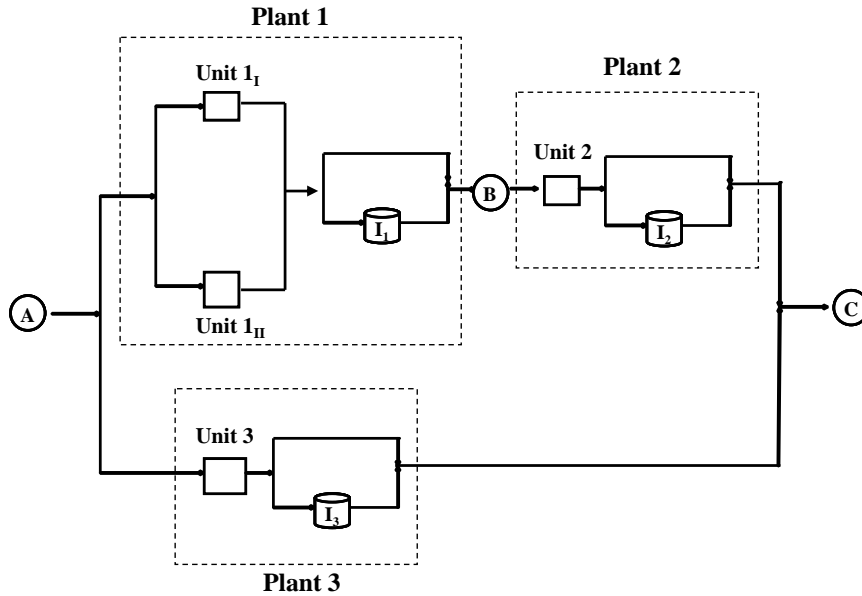 Plant 1
Unit 1I
Plant 2
Unit 2
I1
B
I2
A
Unit 1II
C
Unit 3
I3
Plant 3